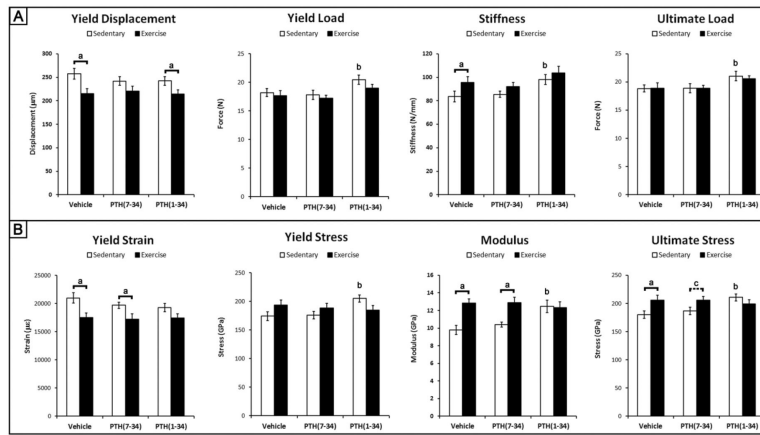 A
Yield Displacement
Sedentary Exercise
300
250
200
150
100
50
0
Displacement (µm)
a
a
Vehicle PTH(7-34) PTH(1-34)
Yield Load
Sedentary Exercise
25
20
15
10
5
0
Force (N)
b
Vehicle PTH(7-34) PTH(1-34)
Stiffness
Sedentary Exercise
120
100
80
60
40
20
0
Stiffness (N/mm)
a
b
Vehicle PTH(7-34) PTH(1-34)
Ultimate Load
Sedentary Exercise
25
20
15
10
5
0
Force (N)
b
Vehicle PTH(7-34) PTH(1-34)
B
Yield Strain
Sedentary Exercise
25000
20000
15000
10000
5000
0
Strain (µε)
a
a
Vehicle PTH(7-34) PTH(1-34)
Yield Stress
Sedentary Exercise
250
200
150
100
50
0
Stress (GPa)
b
Vehicle PTH(7-34) PTH(1-34)
Modulus
Sedentary Exercise
16
14
12
10
8
6
4
2
0
Modulus (GPa)
a
a
b
Vehicle PTH(7-34) PTH(1-34)
Ultimate Stress
Sedentary Exercise
250
200
150
100
50
0
Stress (GPa)
a
c
b
Vehicle PTH(7-34) PTH(1-34)